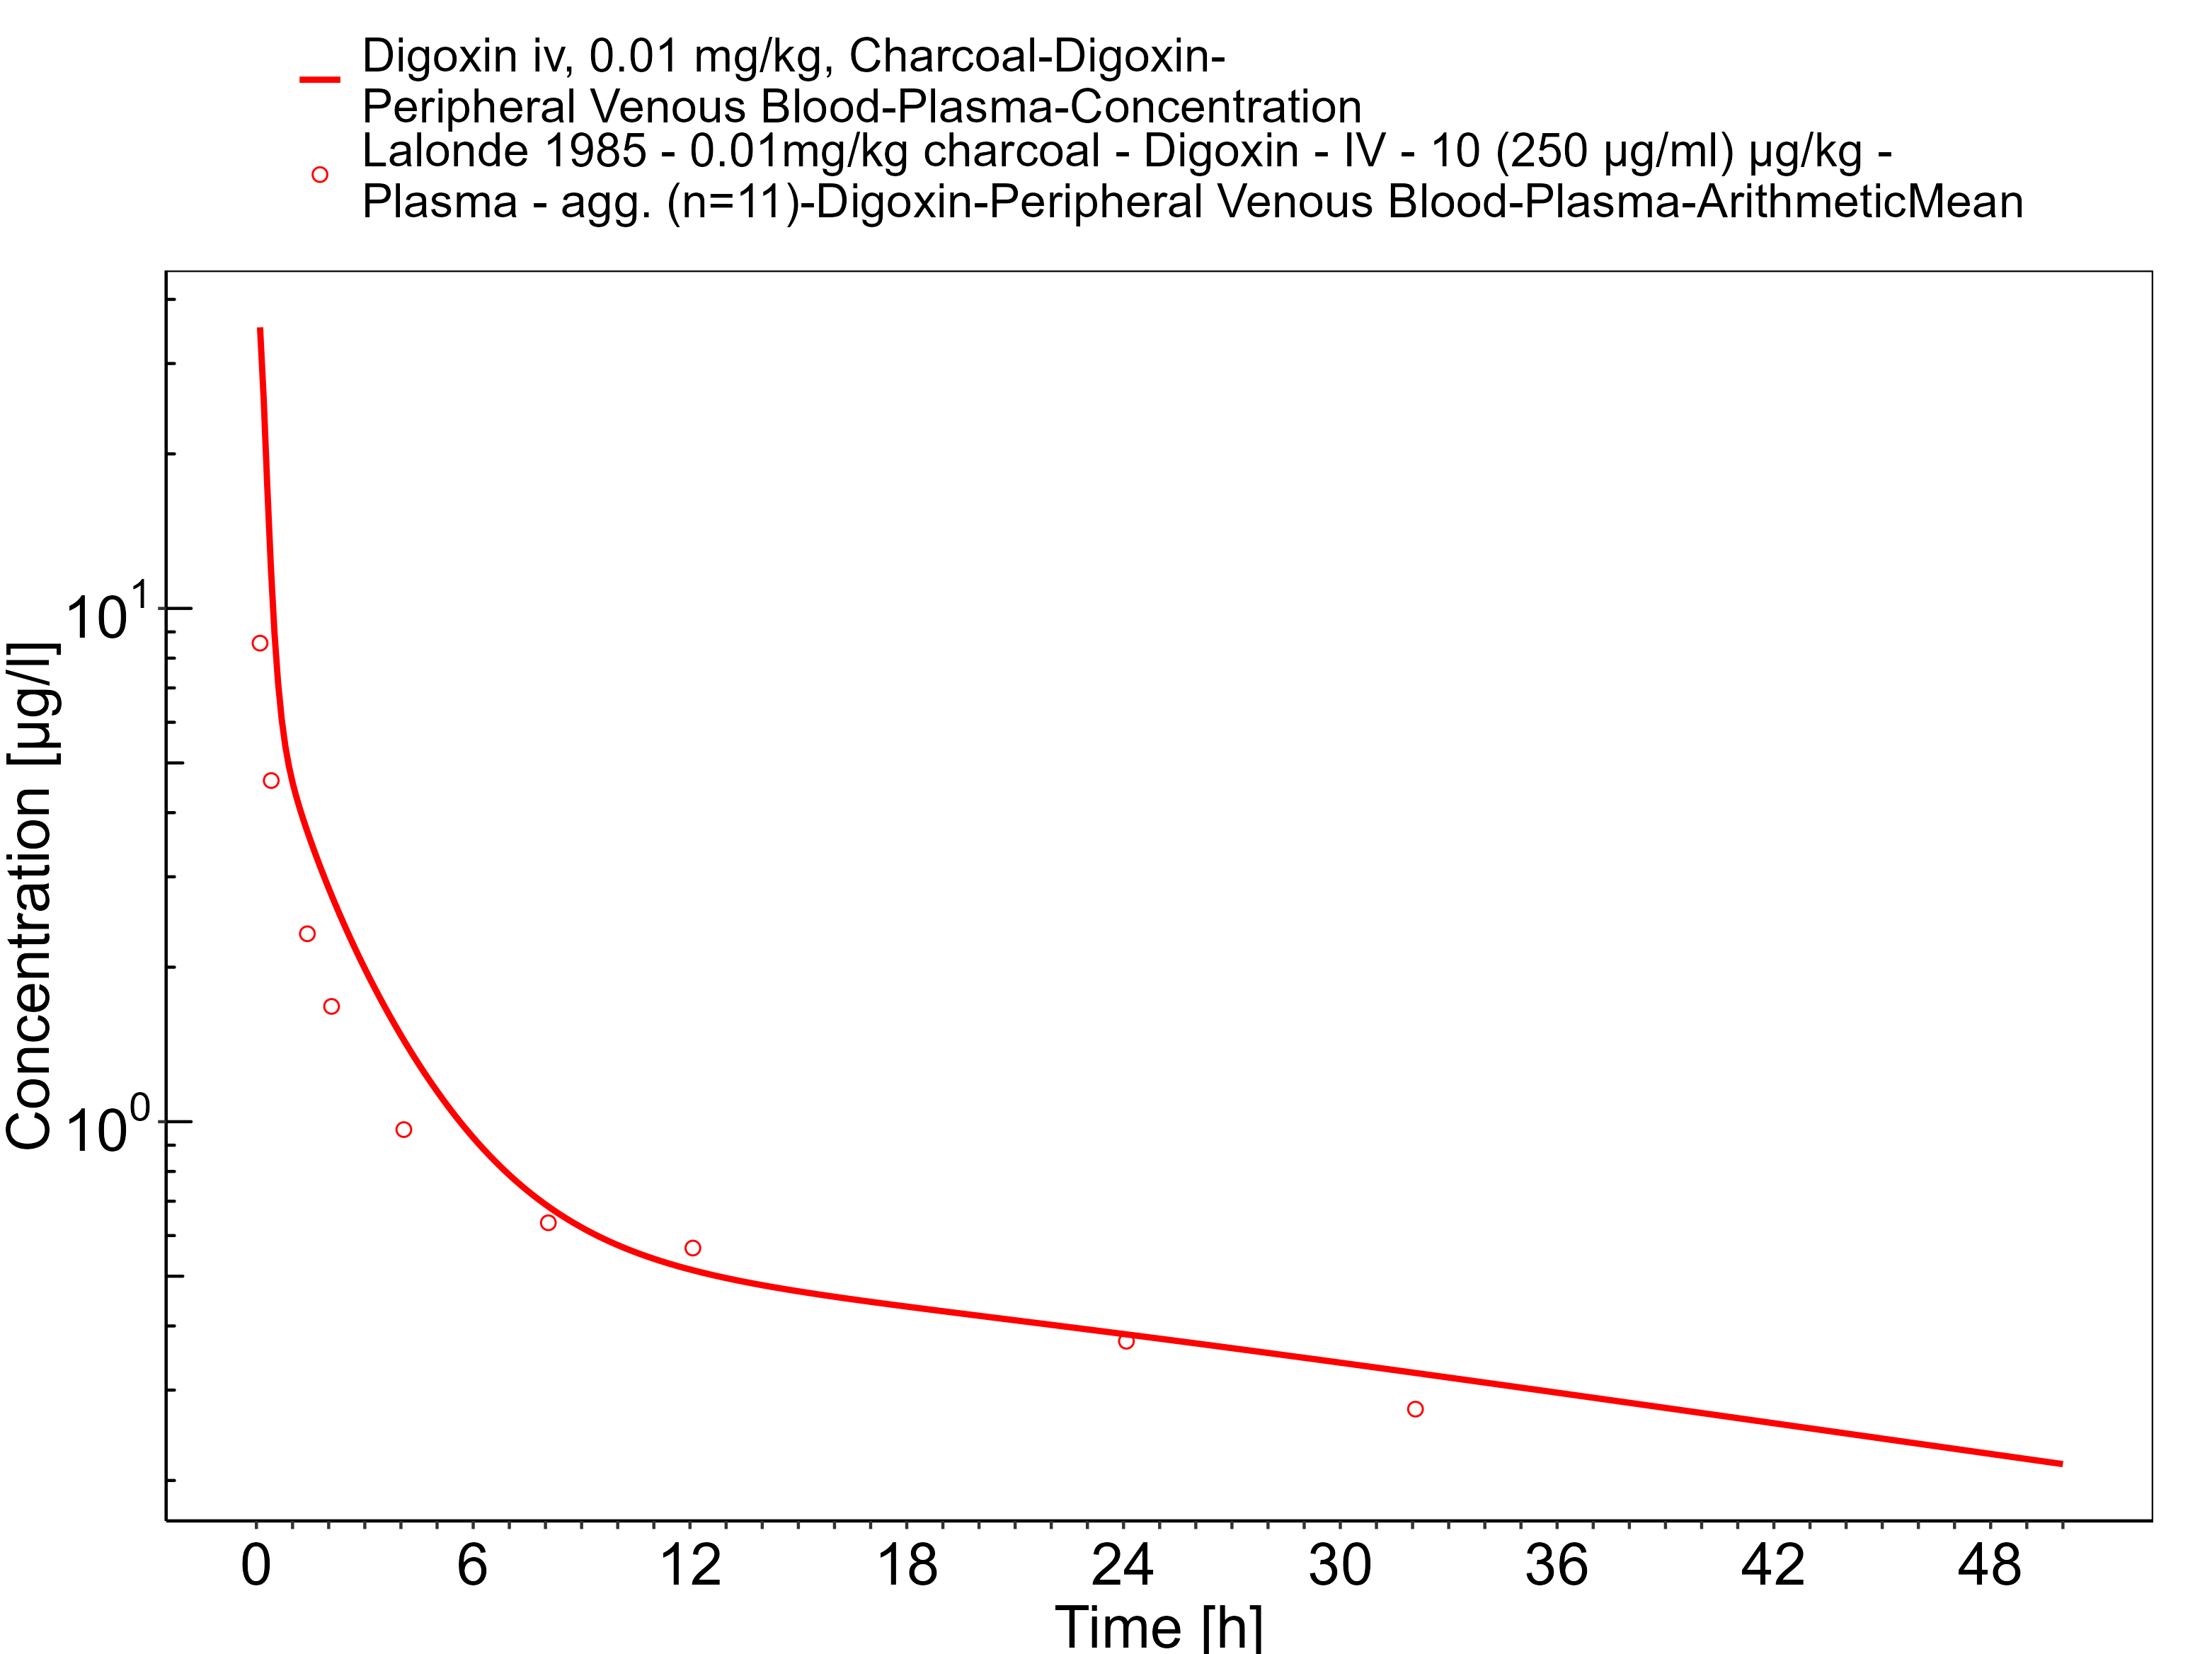 Digoxin iv, 0.01 mg/kg, Charcoal-Digoxin-
Peripheral Venous Blood-Plasma-Concentration
Lalonde 1985 - 0.01mg/kg charcoal - Digoxin - IV - 10 (250 µg/ml) µg/kg -
Plasma - agg. (n=11)-Digoxin-Peripheral Venous Blood-Plasma-ArithmeticMean
Concentration [µg/l]
10¹
10⁰
0 6 12 18 24 30 36 42 48
Time [h]